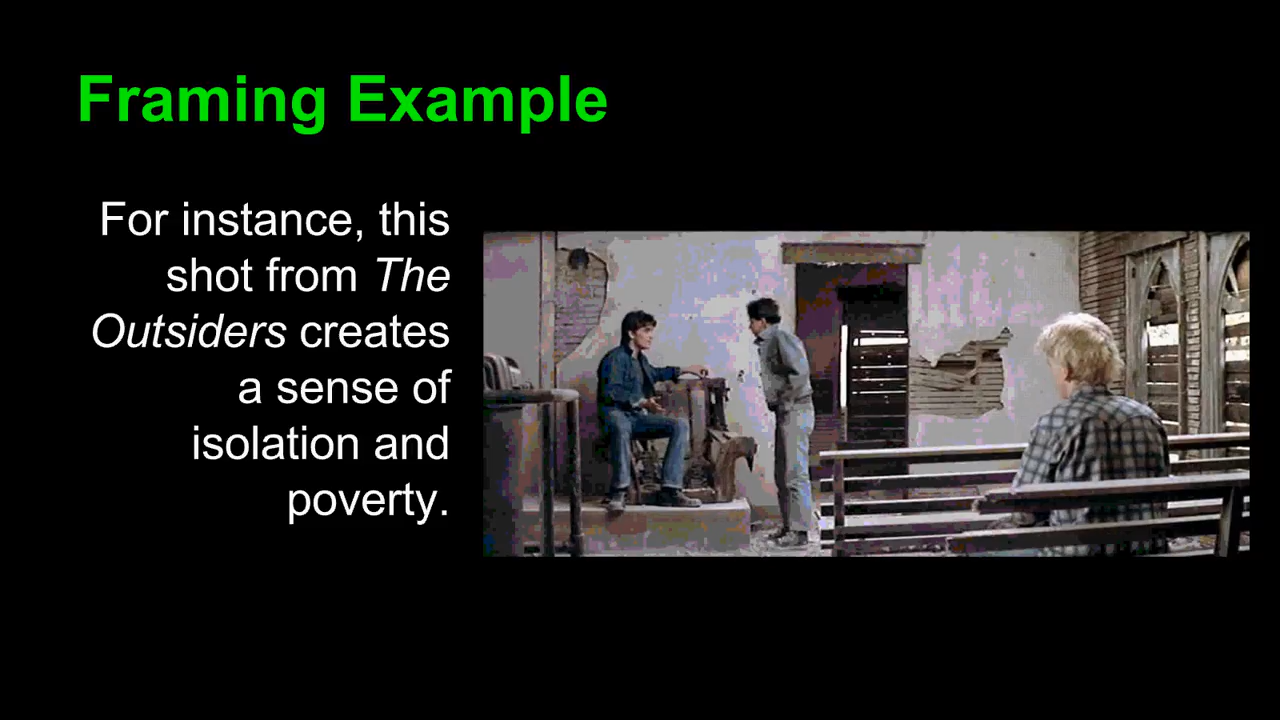 Framing Example
For instance, this
shot from The
Outsiders creates
a sense of
isolation and
poverty.